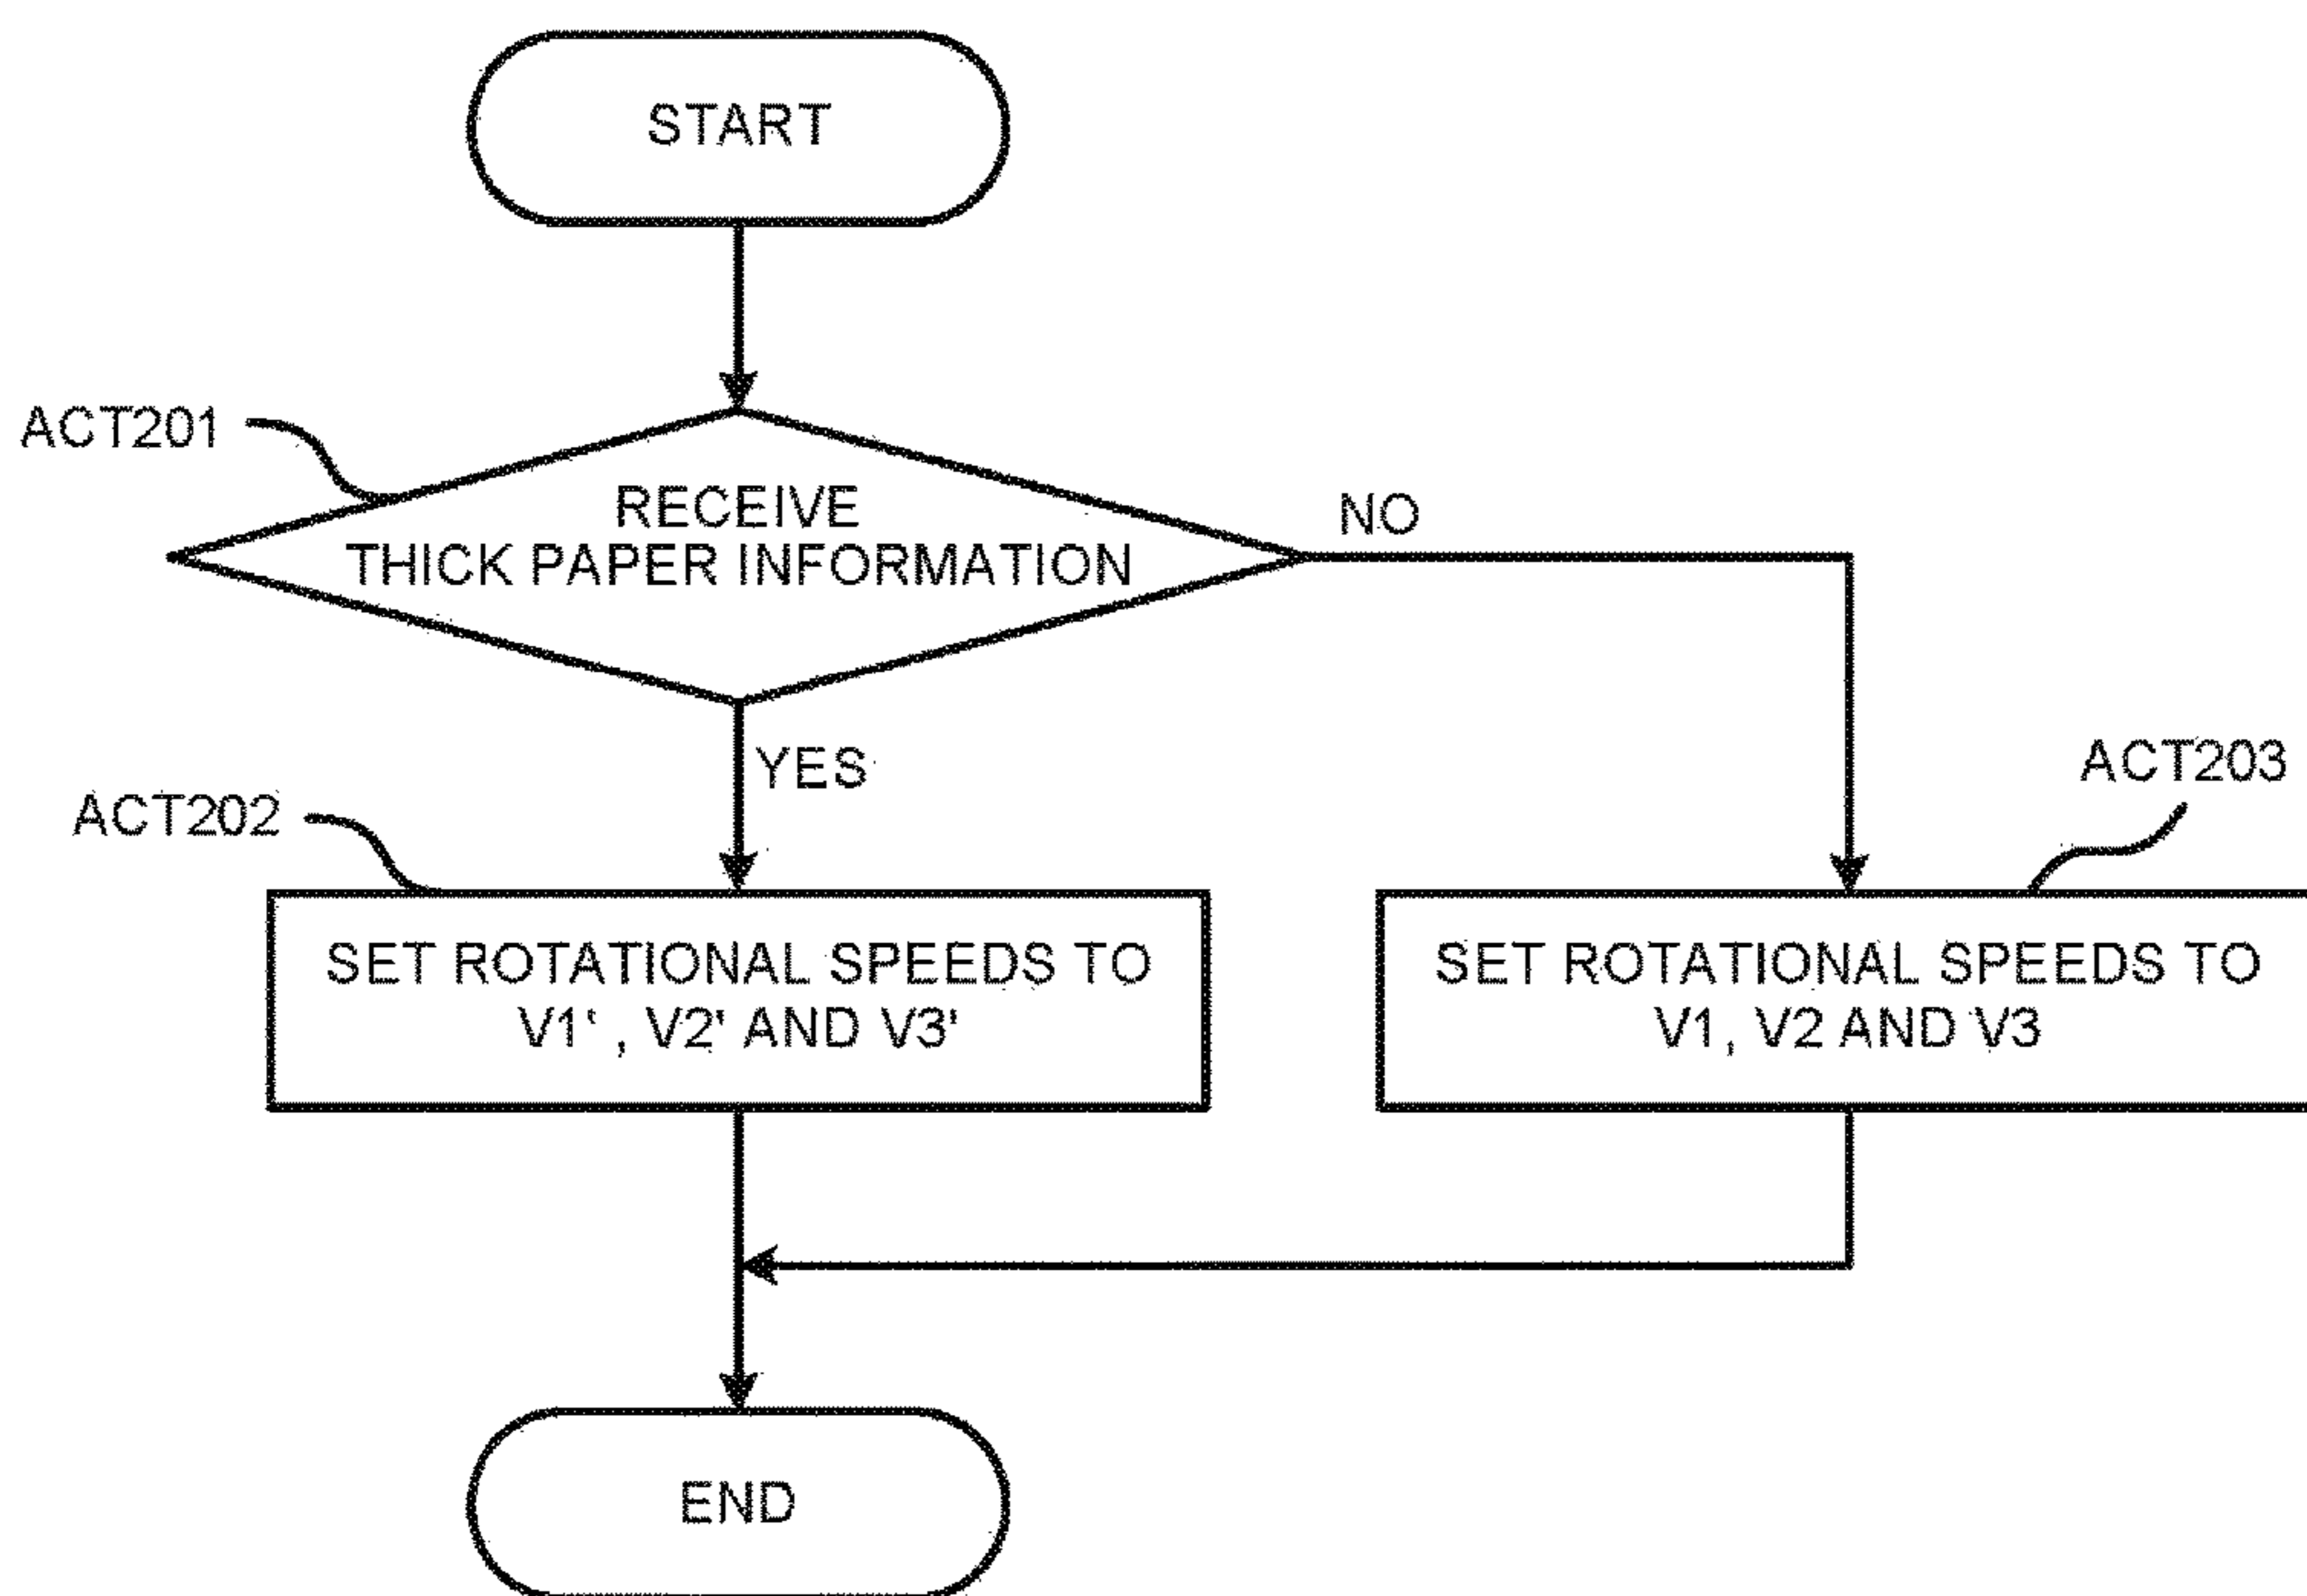 START
ACT201
RECEIVE
THICK PAPER INFORMATION
NO
YES
ACT202
ACT203
SET ROTATIONAL SPEEDS TO
V1' , V2' AND V3'
SET ROTATIONAL SPEEDS TO
V1, V2 AND V3
END